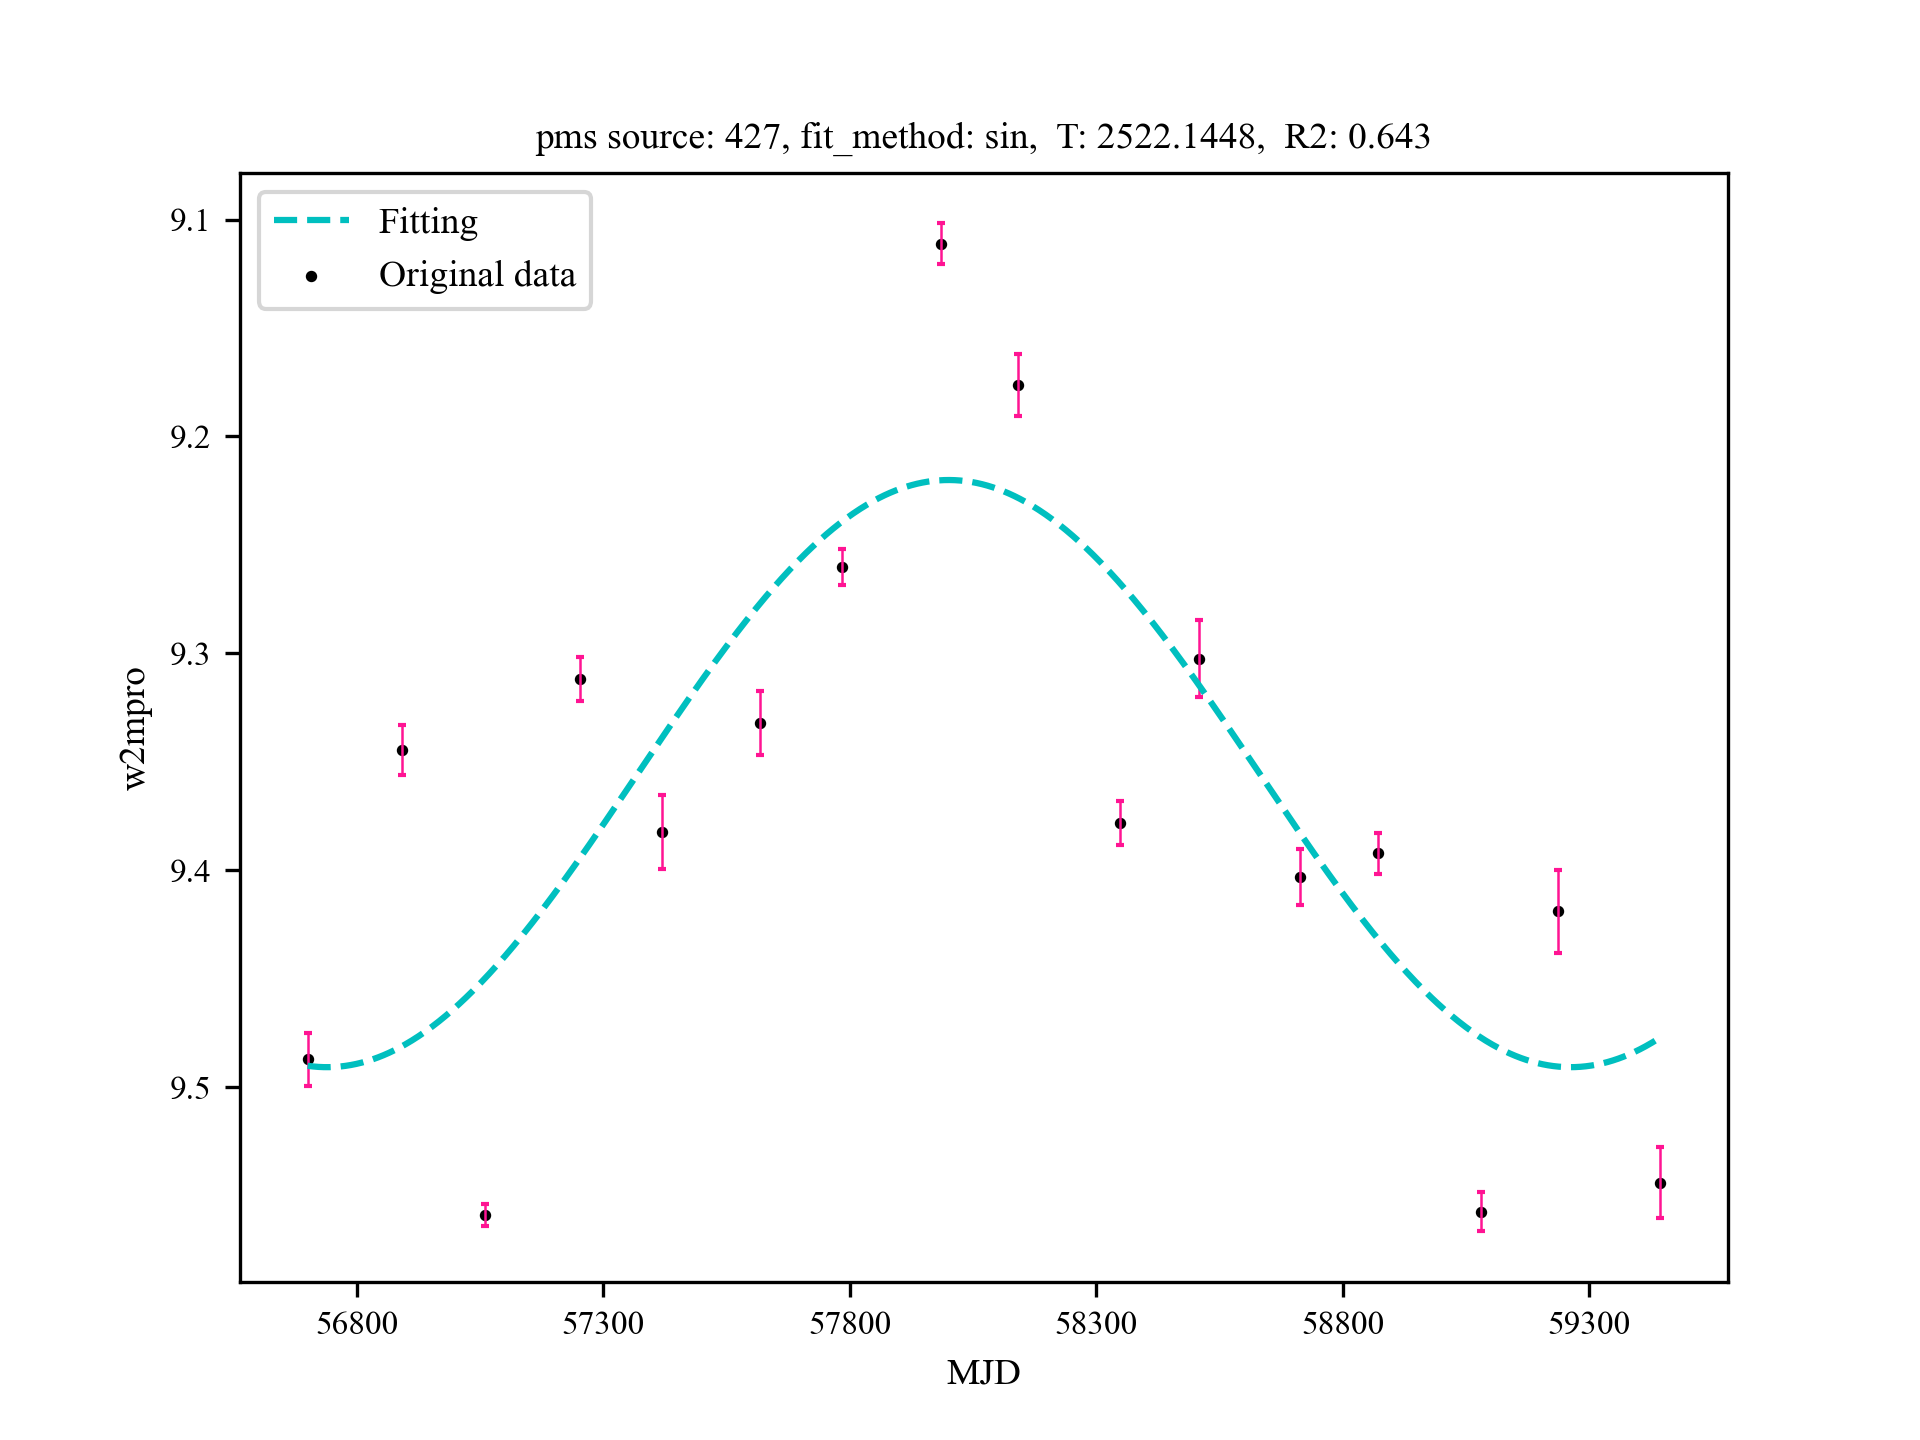 pms source: 427, fit_method: sin,  T: 2522.1448,  R2: 0.643
Fitting
Original data
9.1
9.2
9.3
9.4
9.5
w2mpro
56800
57300
57800
58300
58800
59300
MJD